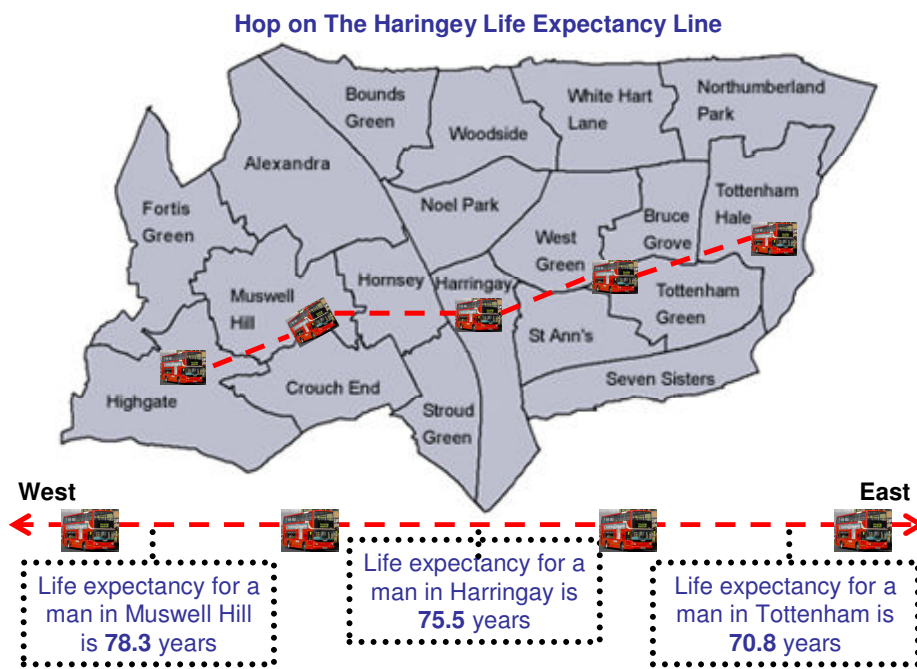 Hop on The Haringey Life Expectancy Line
Bounds
Green
Woodside
White Hart
Lane
Northumberland
Park
Alexandra
Fortis
Green
Noel Park
West
Green
Bruce
Grove
Tottenham
Hale
Muswell
Hill
Hornsey
Harringay
St Ann's
Tottenham
Green
Highgate
Crouch End
Stroud
Green
Seven Sisters
West
East
Life expectancy for a
man in Muswell Hill
is 78.3 years
Life expectancy for a
man in Harringay is
75.5 years
Life expectancy for a
man in Tottenham is
70.8 years